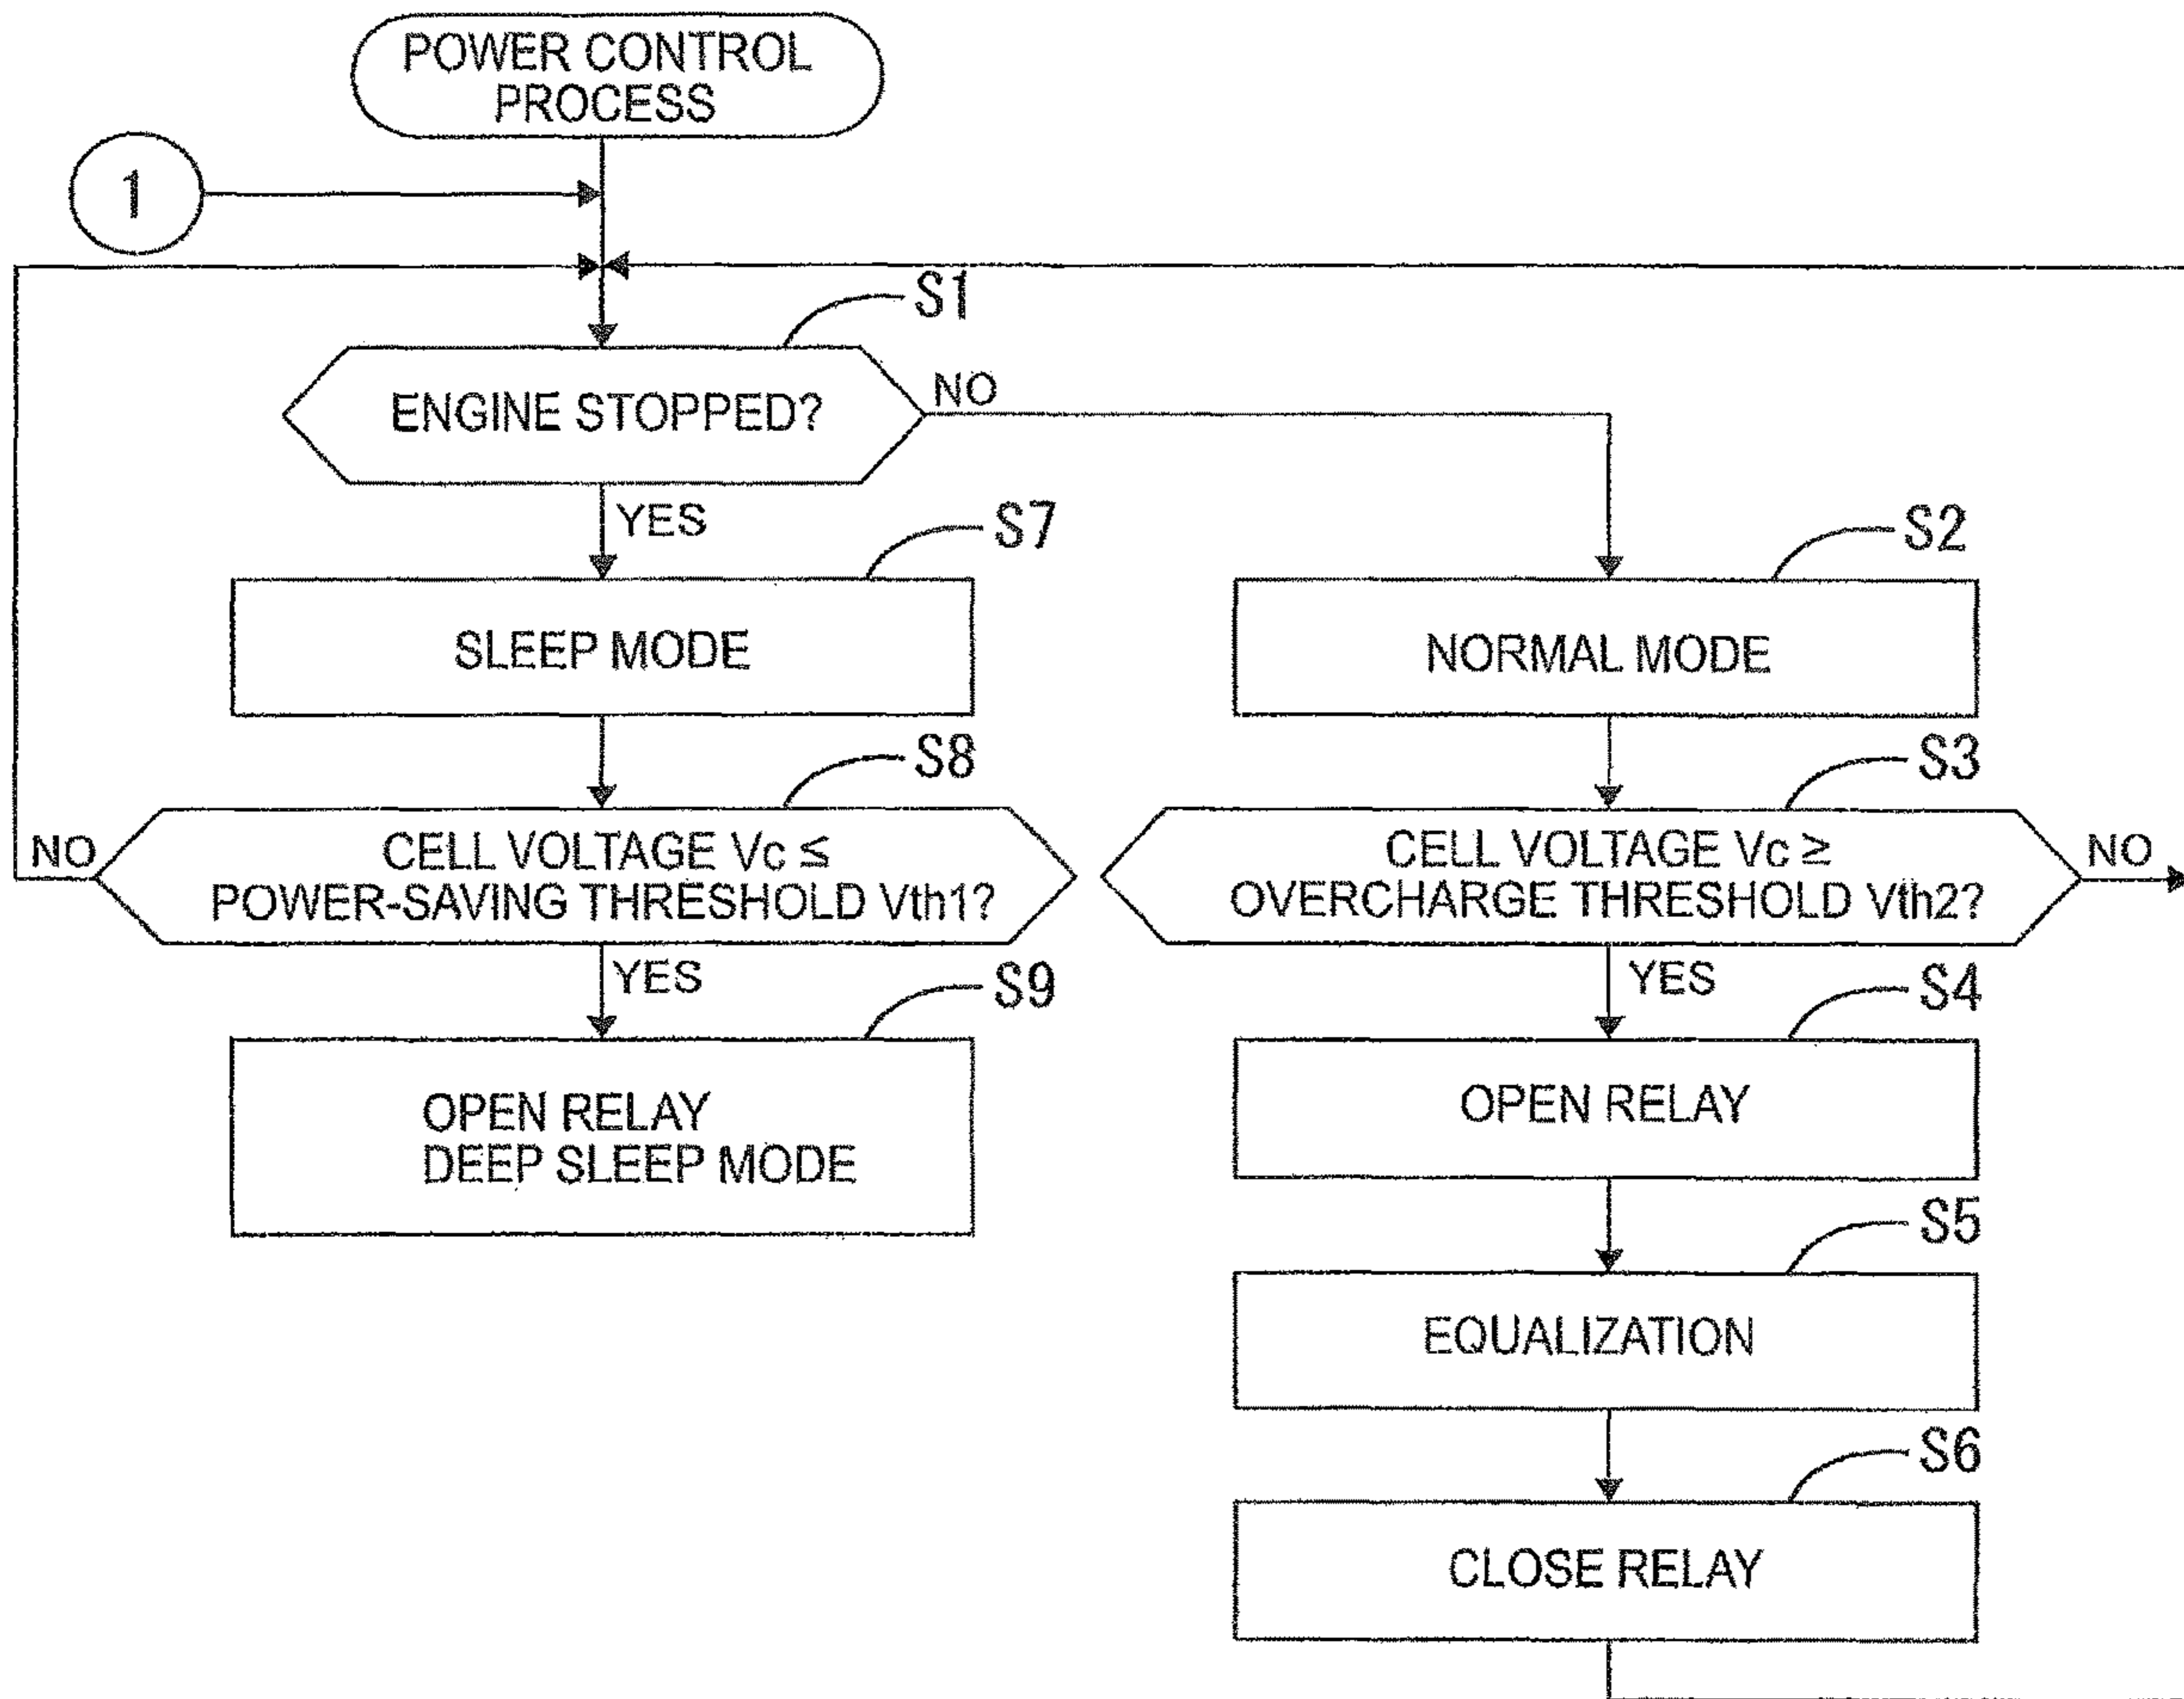 POWER CONTROL
PROCESS
1
S1
ENGINE STOPPED?
NO
YES
S7
S2
SLEEP MODE
NORMAL MODE
S8
S3
NO
CELL VOLTAGE Vc ≤
POWER-SAVING THRESHOLD Vth1?
CELL VOLTAGE Vc ≥
OVERCHARGE THRESHOLD Vth2?
NO
YES
S9
YES
S4
OPEN RELAY
DEEP SLEEP MODE
OPEN RELAY
S5
EQUALIZATION
S6
CLOSE RELAY